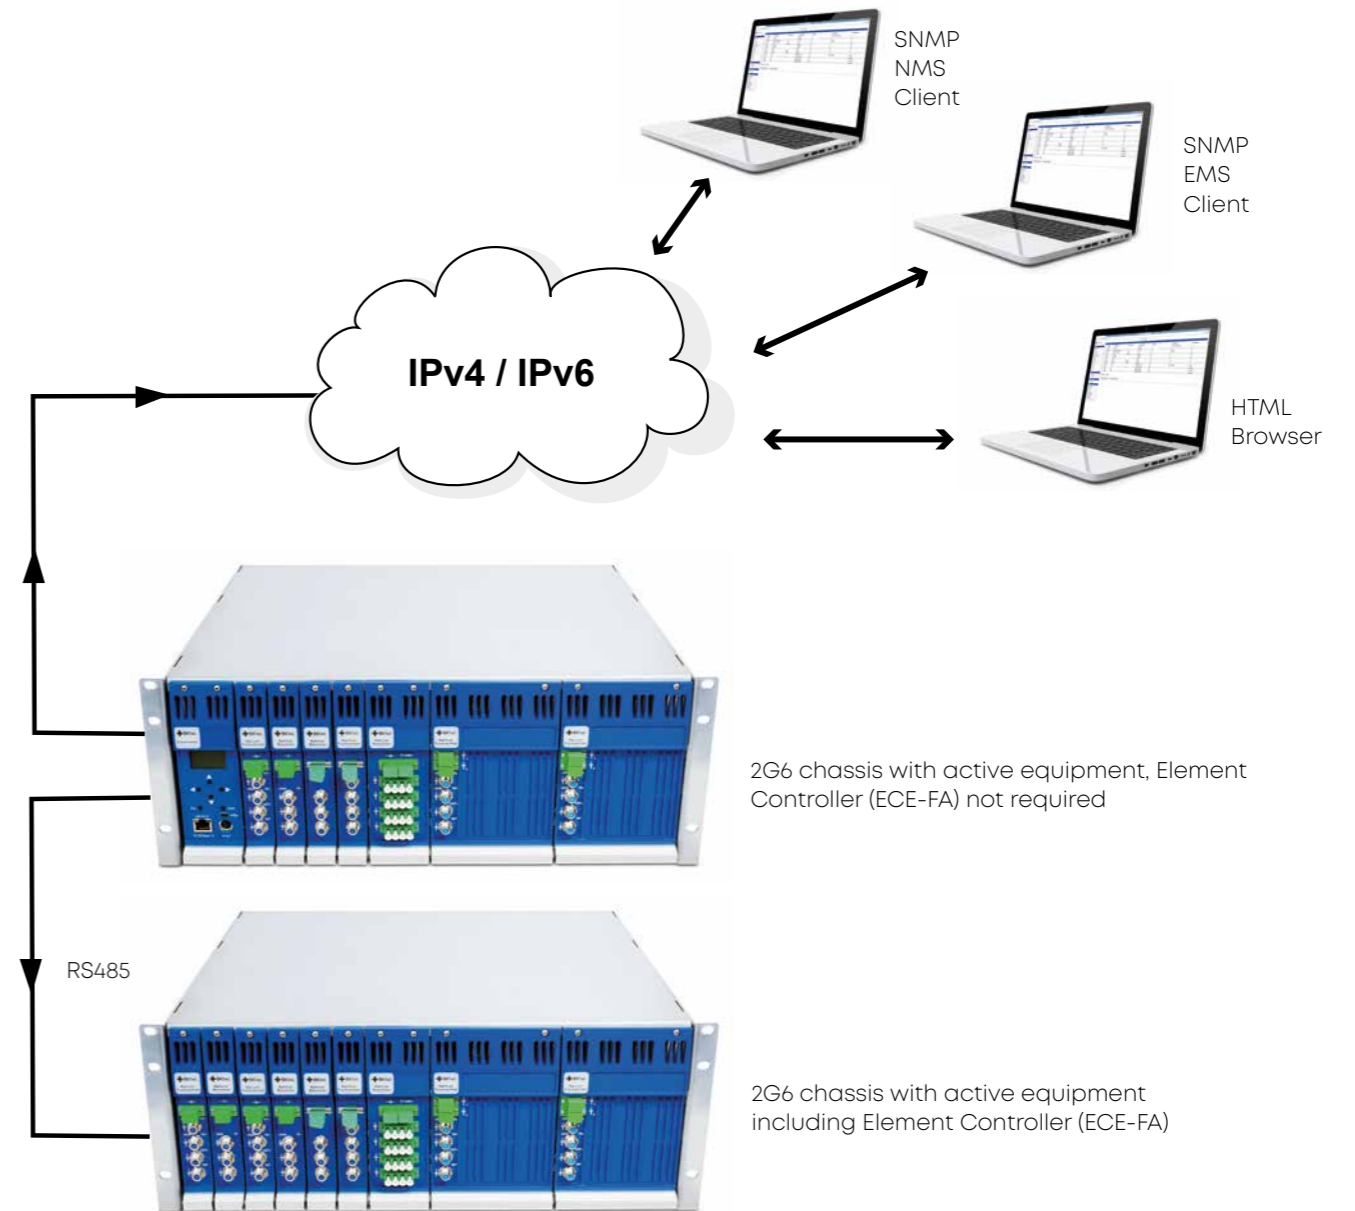 SNMP
NMS
Client
SNMP
EMS
Client
IPv4 / IPv6
HTML
Browser
2G6 chassis with active equipment, Element
Controller (ECE-FA) not required
RS485
2G6 chassis with active equipment
including Element Controller (ECE-FA)